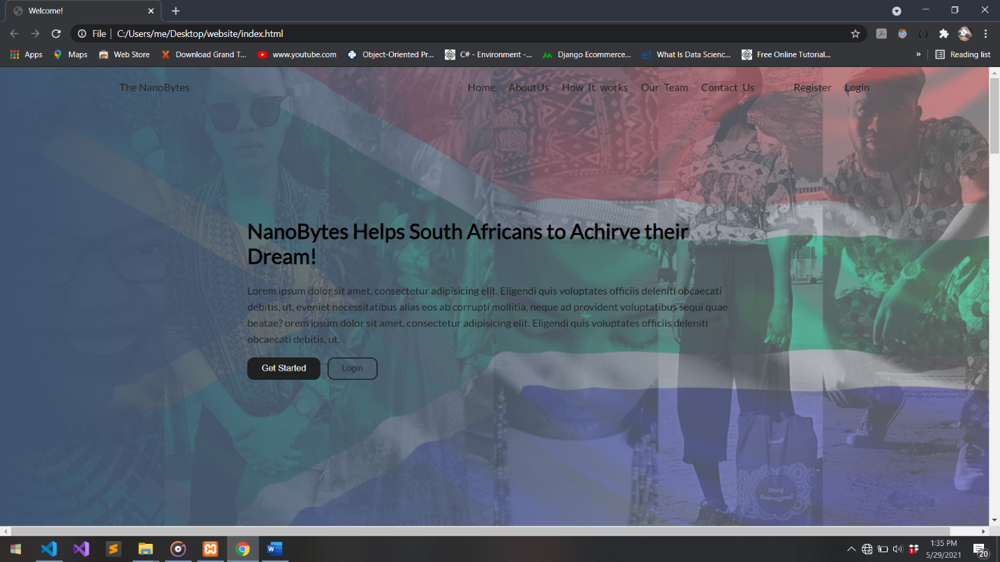 Welcome!
File
C:/Users/me/Desktop/website/index.html
Apps
Maps
Web Store
Download Grand T...
www.youtube.com
Object-Oriented Pr...
C# - Environment -...
Django Ecommerce...
What Is Data Scienc...
Free Online Tutorial...
»
Reading list
The NanoBytes
Home
AboutUs
How It works
Our Team
Contact Us
Register
Login
NanoBytes Helps South Africans to Achirve their
Dream!
Lorem ipsum dolor sit amet, consectetur adipisicing elit. Eligendi quis voluptates officiis deleniti obcaecati
debitis, ut, eveniet necessitatibus alias eos ab corrupti mollitia, neque ad provident voluptatibus sequi quae
beatae? orem ipsum dolor sit amet, consectetur adipisicing elit. Eligendi quis voluptates officiis deleniti
obcaecati debitis, ut.
Get Started
Login
Being
Reimagined
1:35 PM
5/29/2021
20